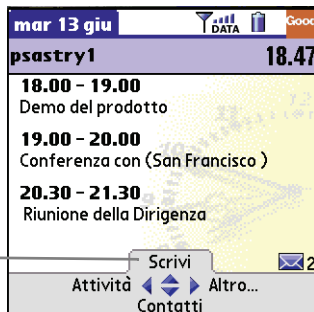 mar 13 giu DATA Good
psastry1 18.47
18.00 - 19.00
Demo del prodotto
19.00 - 20.00
Conferenza con (San Francisco )
20.30 - 21.30
Riunione della Dirigenza
Scrivi 2
Attività Altro...
Contatti